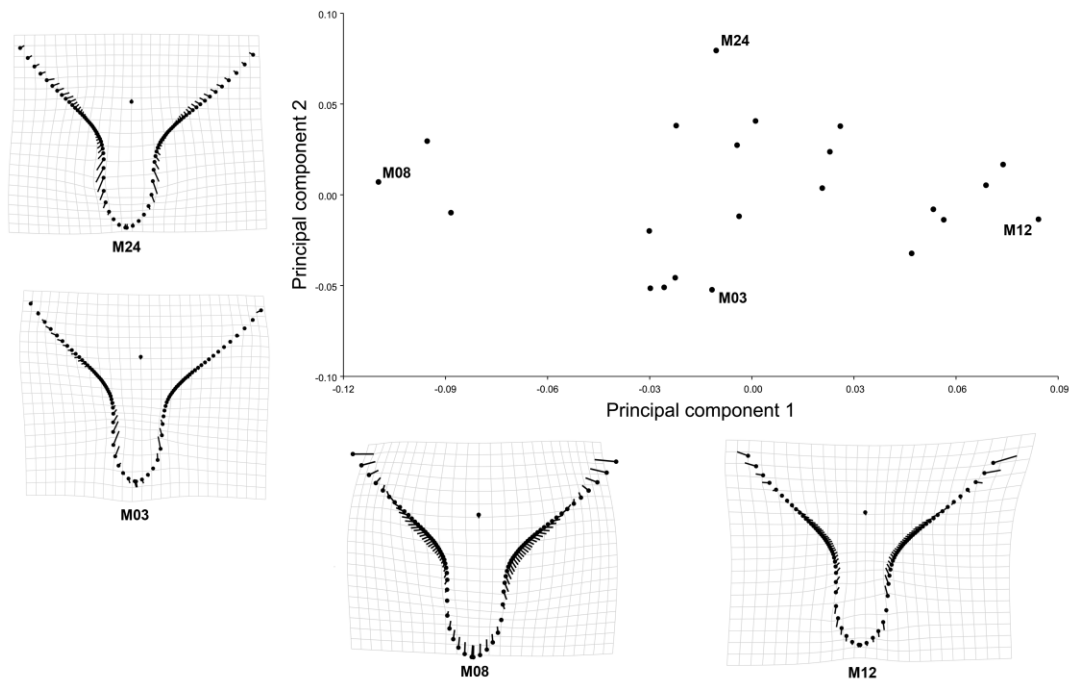 M24
M03
0.10
0.05
0.00
-0.05
-0.10
Principal component 2
M24
M08
M12
M03
-0.12
-0.09
-0.06
-0.03
0.00
0.03
0.06
0.09
Principal component 1
M08
M12